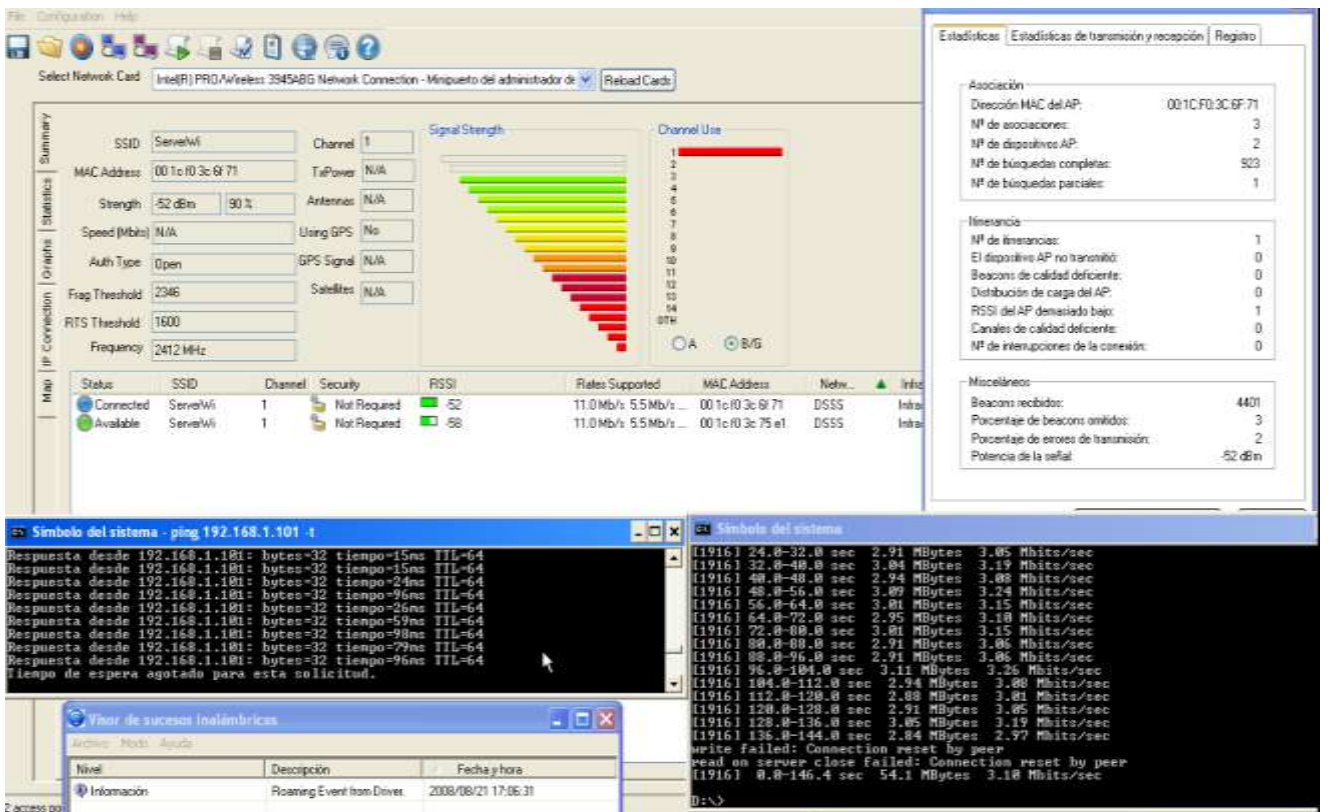 File Configuration Help
Select Network Card Intel(R) PRO/Wireless 3945ABG Network Connection - Minipuerto del administrador de Reload Cards
Summary
Statistics
Graphs
IP Connection
Map
SSID ServerWi Channel 1
MAC Address 00 1c f0 3c 6f 71 TxPower N/A
Strength -52 dBm 90 % Antennas N/A
Speed (Mbits) N/A Using GPS No
Auth Type Open GPS Signal N/A
Frag Threshold 2346 Satellites N/A
RTS Threshold 1600
Frequency 2412 MHz
Signal Strength
Channel Use
1
2
3
4
5
6
7
8
9
10
11
12
13
14
OTH
A B/G
Status SSID Channel Security RSSI Rates Supported MAC Address Netw... Infra
Connected ServerWi 1 Not Required -52 11.0 Mb/s 5.5 Mb/s ... 00 1c f0 3c 6f 71 DSSS Infra
Available ServerWi 1 Not Required -58 11.0 Mb/s 5.5 Mb/s ... 00 1c f0 3c 75 e1 DSSS Infra
Estadísticas Estadísticas de transmisión y recepción Registro
Asociación
Dirección MAC del AP: 00:1C:F0:3C:6F:71
Nº de asociaciones: 3
Nº de dispositivos AP: 2
Nº de búsquedas completas: 923
Nº de búsquedas parciales: 1
Itinerancia
Nº de itinerancias: 1
El dispositivo AP no transmitió: 0
Beacons de calidad deficiente: 0
Distribución de carga del AP: 0
RSSI del AP demasiado bajo: 1
Canales de calidad deficiente: 0
Nº de interrupciones de la conexión: 0
Misceláneos
Beacons recibidos: 4401
Porcentaje de beacons omitidos: 3
Porcentaje de errores de transmisión: 2
Potencia de la señal: -52 dBm
Símbolo del sistema - ping 192.168.1.101 -t
Respuesta desde 192.168.1.101: bytes=32 tiempo=15ms TTL=64
Respuesta desde 192.168.1.101: bytes=32 tiempo=15ms TTL=64
Respuesta desde 192.168.1.101: bytes=32 tiempo=24ms TTL=64
Respuesta desde 192.168.1.101: bytes=32 tiempo=96ms TTL=64
Respuesta desde 192.168.1.101: bytes=32 tiempo=26ms TTL=64
Respuesta desde 192.168.1.101: bytes=32 tiempo=59ms TTL=64
Respuesta desde 192.168.1.101: bytes=32 tiempo=98ms TTL=64
Respuesta desde 192.168.1.101: bytes=32 tiempo=79ms TTL=64
Respuesta desde 192.168.1.101: bytes=32 tiempo=96ms TTL=64
Tiempo de espera agotado para esta solicitud.
Símbolo del sistema
[1916] 24.0-32.0 sec 2.91 MBytes 3.05 Mbits/sec
[1916] 32.0-40.0 sec 3.04 MBytes 3.19 Mbits/sec
[1916] 40.0-48.0 sec 2.94 MBytes 3.08 Mbits/sec
[1916] 48.0-56.0 sec 3.09 MBytes 3.24 Mbits/sec
[1916] 56.0-64.0 sec 3.01 MBytes 3.15 Mbits/sec
[1916] 64.0-72.0 sec 2.95 MBytes 3.10 Mbits/sec
[1916] 72.0-80.0 sec 3.01 MBytes 3.15 Mbits/sec
[1916] 80.0-88.0 sec 2.91 MBytes 3.06 Mbits/sec
[1916] 88.0-96.0 sec 2.91 MBytes 3.06 Mbits/sec
[1916] 96.0-104.0 sec 3.11 MBytes 3.26 Mbits/sec
[1916] 104.0-112.0 sec 2.94 MBytes 3.08 Mbits/sec
[1916] 112.0-120.0 sec 2.88 MBytes 3.01 Mbits/sec
[1916] 120.0-128.0 sec 2.91 MBytes 3.05 Mbits/sec
[1916] 128.0-136.0 sec 3.05 MBytes 3.19 Mbits/sec
[1916] 136.0-144.0 sec 2.84 MBytes 2.97 Mbits/sec
write failed: Connection reset by peer
read on server close failed: Connection reset by peer
[1916] 0.0-146.4 sec 54.1 MBytes 3.10 Mbits/sec
D:\>
Visor de sucesos inalámbricos
Archivo Modo Ayuda
Nivel Descripción Fecha y hora
Información Roaming Event from Driver. 2008/08/21 17:06:31
2 access po